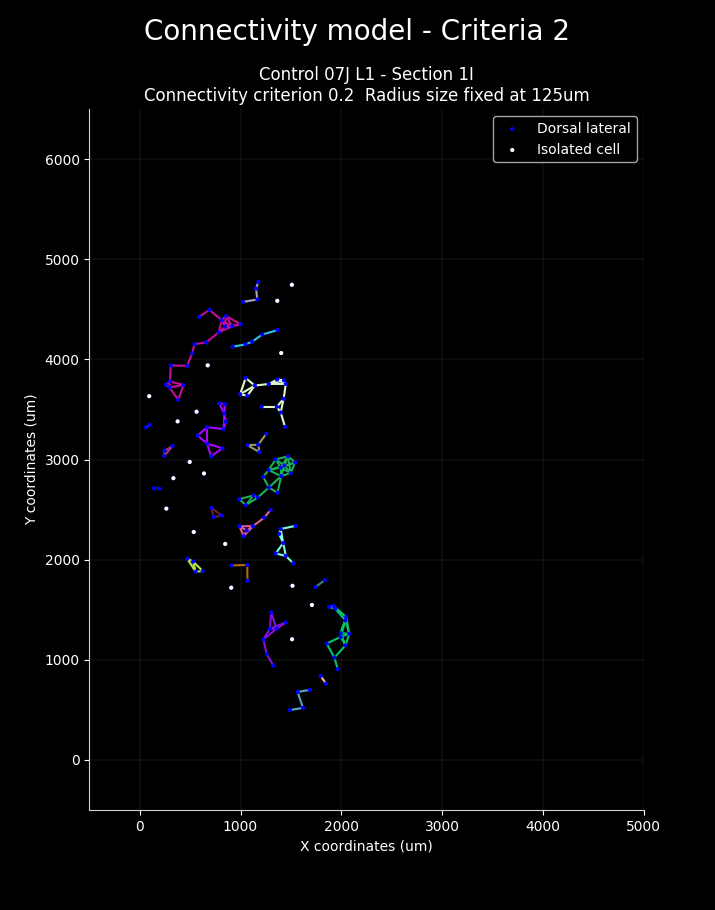 Connectivity model - Criteria 2
Control 07J L1 - Section 1I
Connectivity criterion 0.2  Radius size fixed at 125um
Dorsal lateral
Isolated cell
6000
5000
4000
3000
2000
1000
0
Y coordinates (um)
0 1000 2000 3000 4000 5000
X coordinates (um)